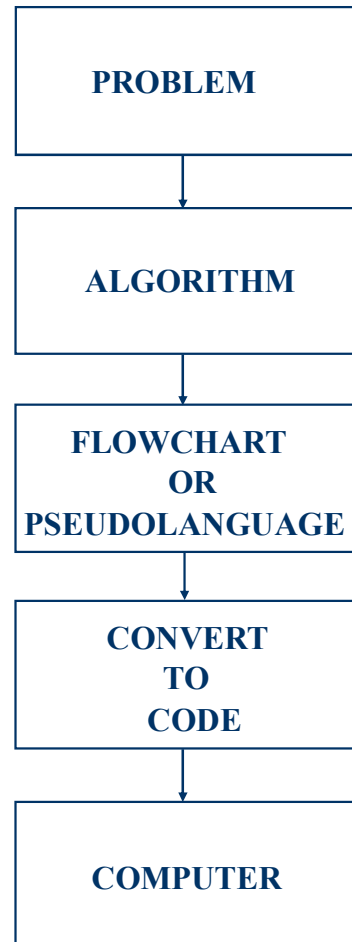 PROBLEM
ALGORITHM
FLOWCHART
OR
PSEUDOLANGUAGE
CONVERT
TO
CODE
COMPUTER